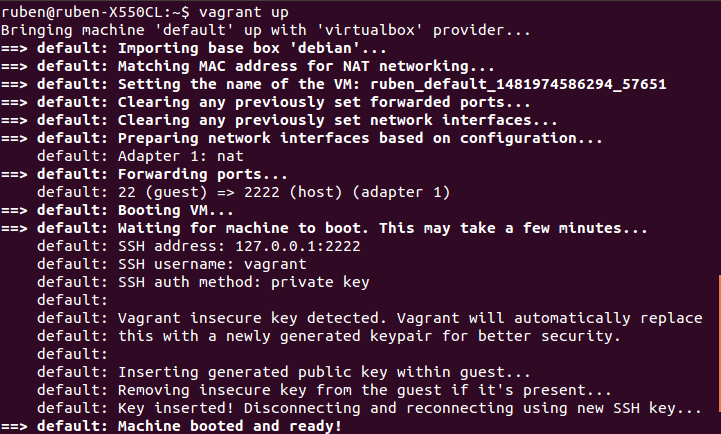 ruben@ruben-X550CL:~$ vagrant up
Bringing machine 'default' up with 'virtualbox' provider...
==> default: Importing base box 'debian'...
==> default: Matching MAC address for NAT networking...
==> default: Setting the name of the VM: ruben_default_1481974586294_57651
==> default: Clearing any previously set forwarded ports...
==> default: Clearing any previously set network interfaces...
==> default: Preparing network interfaces based on configuration...
    default: Adapter 1: nat
==> default: Forwarding ports...
    default: 22 (guest) => 2222 (host) (adapter 1)
==> default: Booting VM...
==> default: Waiting for machine to boot. This may take a few minutes...
    default: SSH address: 127.0.0.1:2222
    default: SSH username: vagrant
    default: SSH auth method: private key
    default:
    default: Vagrant insecure key detected. Vagrant will automatically replace
    default: this with a newly generated keypair for better security.
    default:
    default: Inserting generated public key within guest...
    default: Removing insecure key from the guest if it's present...
    default: Key inserted! Disconnecting and reconnecting using new SSH key...
==> default: Machine booted and ready!